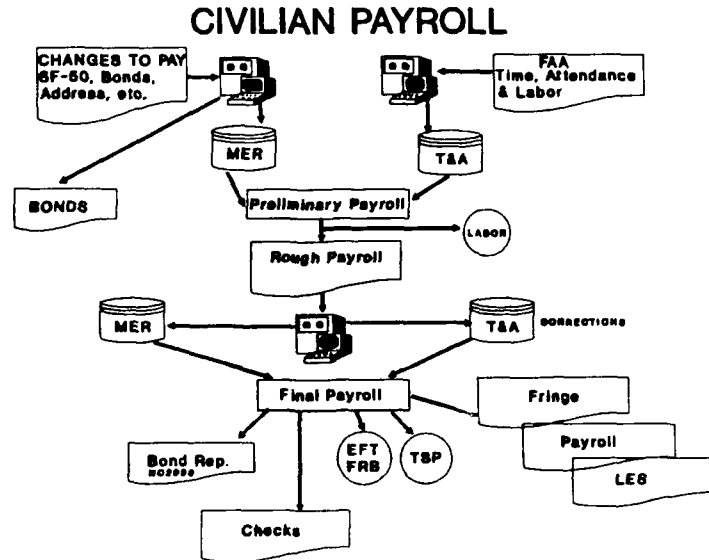 CIVILIAN PAYROLL
CHANGES TO PAY
SF-50, Bonds,
Address, etc.
FAA
Time, Attendance
& Labor
MER
T&A
BONDS
Preliminary Payroll
LABOR
Rough Payroll
MER
T&A
CORRECTIONS
Final Payroll
Fringe
Payroll
LES
Bond Rep.
EFT
FRB
TSP
Checks